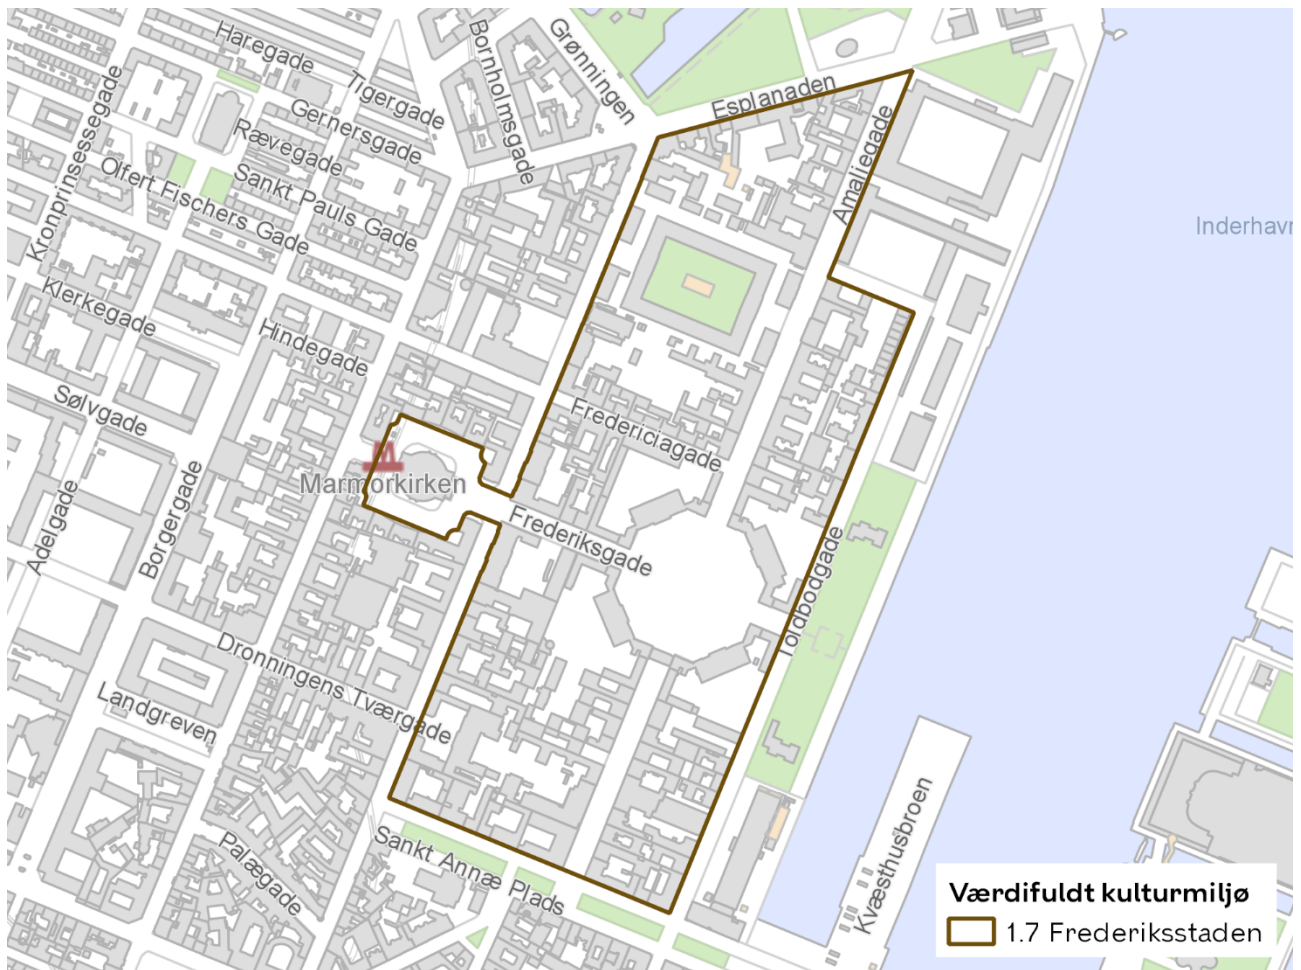 Haregade
Tigergade
Bornholmsgade
Grønningen
Esplanaden
Gernersgade
Rævegade
Sankt Pauls Gade
Kronprinsessegade
Olfert Fischers Gade
Amaliegade
Inderhavn
Klerkegade
Hindegade
Sølvgade
Fredericiagade
Marmorkirken
Frederiksgade
Adelgade
Borgergade
Toldbodgade
Dronningens Tværgade
Landgreven
Palægade
Sankt Annæ Plads
Kvæsthusbroen
Værdifuldt kulturmiljø
1.7 Frederiksstaden